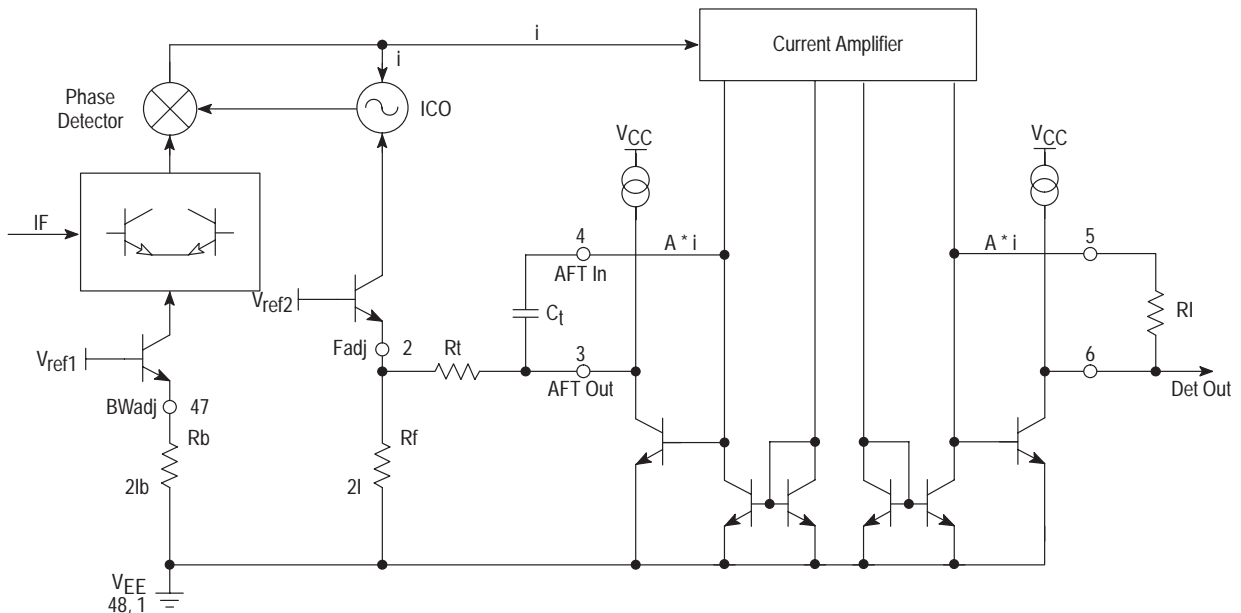 i
Current Amplifier
i
Phase
Detector
ICO
VCC
VCC
IF
4
A * i
A * i
5
AFT In
Vref2
Ct
Rl
Fadj
2
Rt
3
6
Vref1
AFT Out
Det Out
BWadj
47
Rb
Rf
2Ib
2I
VEE
48, 1